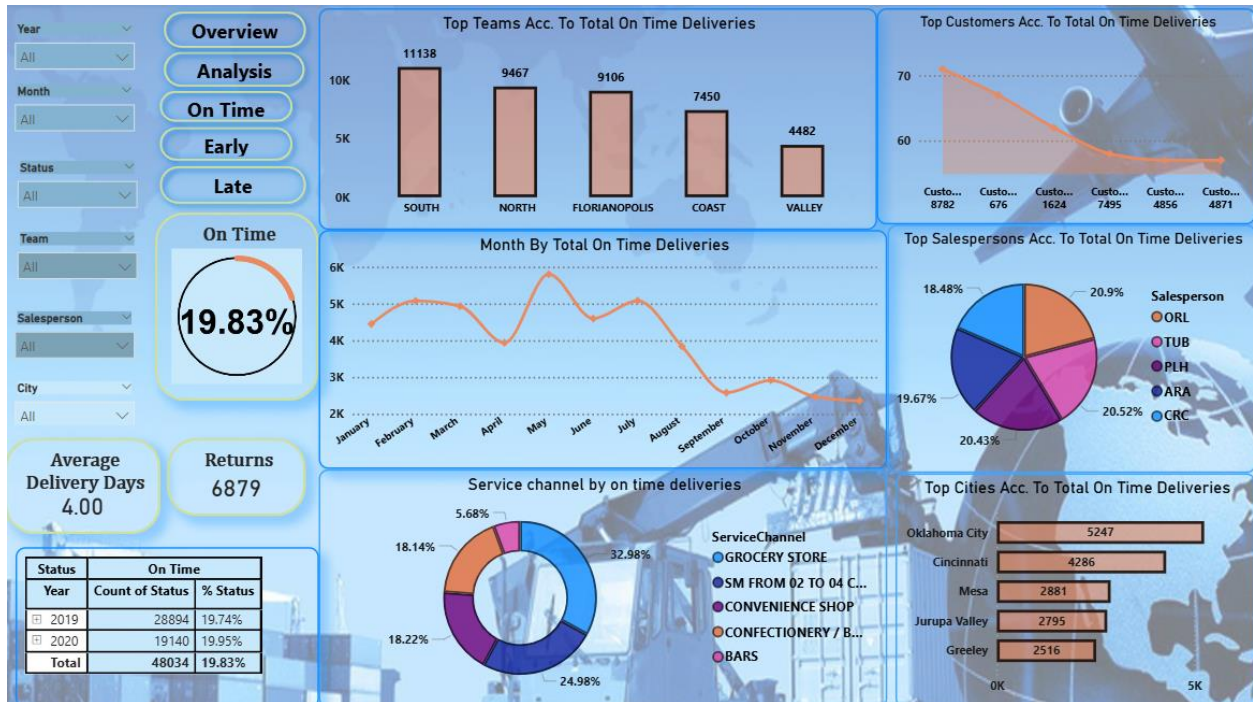 Year
All
Month
All
Status
All
Team
All
Salesperson
All
City
All
Overview
Analysis
On Time
Early
Late
On Time
19.83%
Average
Delivery Days
4.00
Returns
6879
Status On Time
Year Count of Status % Status
2019 28894 19.74%
2020 19140 19.95%
Total 48034 19.83%
Top Teams Acc. To Total On Time Deliveries
10K
5K
0K
11138
9467
9106
7450
4482
SOUTH NORTH FLORIANOPOLIS COAST VALLEY
Month By Total On Time Deliveries
6K
5K
4K
3K
2K
January February March April May June July August September October November December
Service channel by on time deliveries
5.68%
18.14%
32.98%
18.22%
24.98%
ServiceChannel
GROCERY STORE
SM FROM 02 TO 04 C...
CONVENIENCE SHOP
CONFECTIONERY / B...
BARS
Top Customers Acc. To Total On Time Deliveries
70
60
Custo... Custo... Custo... Custo... Custo... Custo...
8782 676 1624 7495 4856 4871
Top Salespersons Acc. To Total On Time Deliveries
18.48%
20.9%
19.67%
20.52%
20.43%
Salesperson
ORL
TUB
PLH
ARA
CRC
Top Cities Acc. To Total On Time Deliveries
Oklahoma City 5247
Cincinnati 4286
Mesa 2881
Jurupa Valley 2795
Greeley 2516
0K 5K